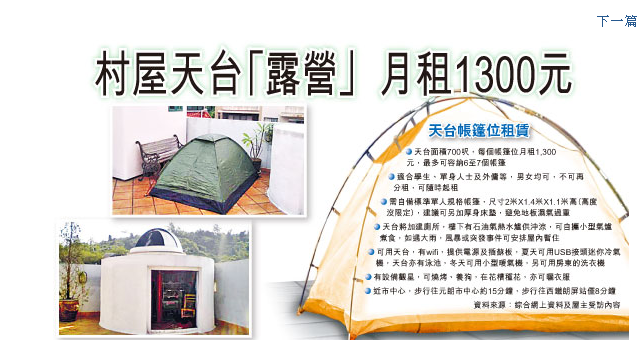 下一篇
村屋天台「露營」 月租1300元
天台帳篷位租賃
天台面積700呎，每個帳篷位月租1,300
元，最多可容納6至7個帳篷
適合學生、單身人士及外傭等，男女均可，不可再
分租，可隨時起租
需自備標準單人規格帳篷，尺寸2米X1.4米X1.1米高(高度
沒限定)，建議可另加厚身床墊，避免地板濕氣過重
天台將加建廁所，樓下有石油氣熱水爐供沖涼，可自攜小型氣爐
煮食，如遇大雨，風暴或突發事件可安排屋內暫住
可用天台，有wifi，提供電源及插蘇板，夏天可用USB接頭迷你冷氣
機，天台亦有泳池，冬天可用小型暖氣機，另可用房東的洗衣機
有設備觀星，可燒烤、養狗，在花槽種花，亦可曬衣服
近市中心，步行往元朗市中心約15分鐘，步行往西鐵朗屏站僅8分鐘
資料來源：綜合網上資料及屋主受訪內容